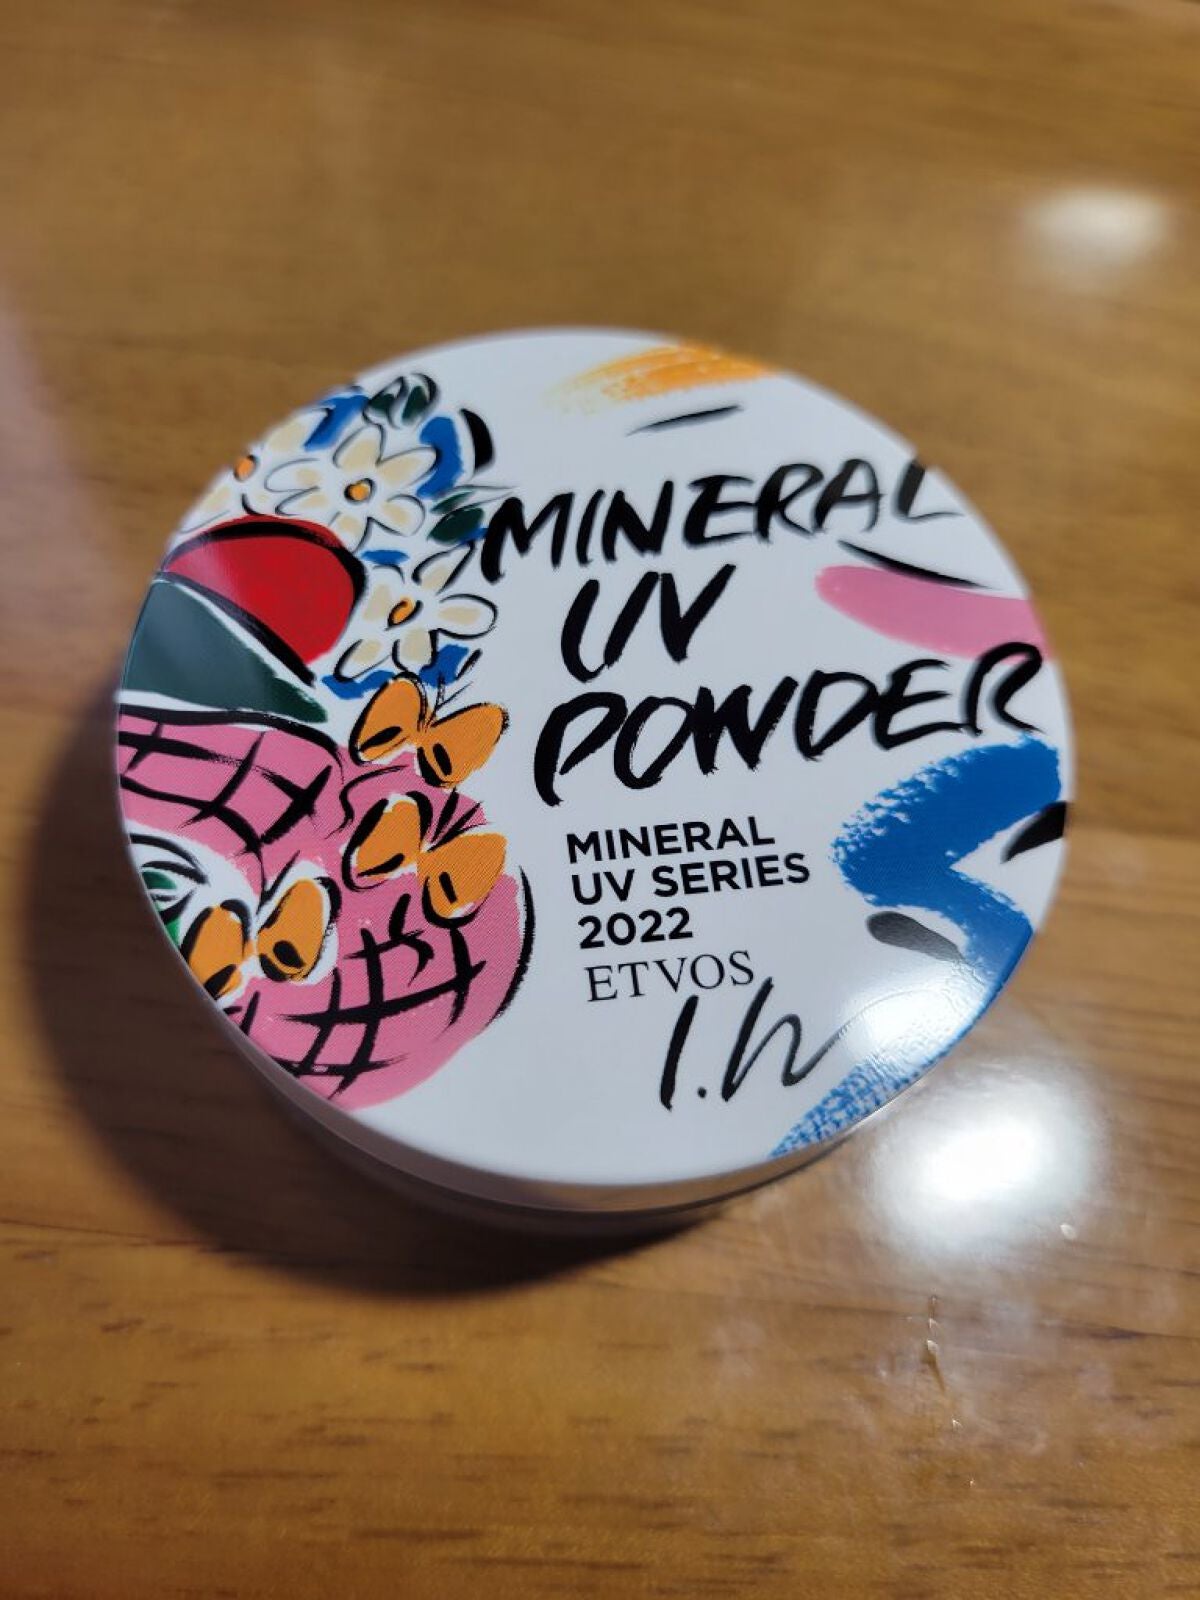 MINERAL
UV
POWDER
MINERAL
UV SERIES
2022
ETVOS
I.h